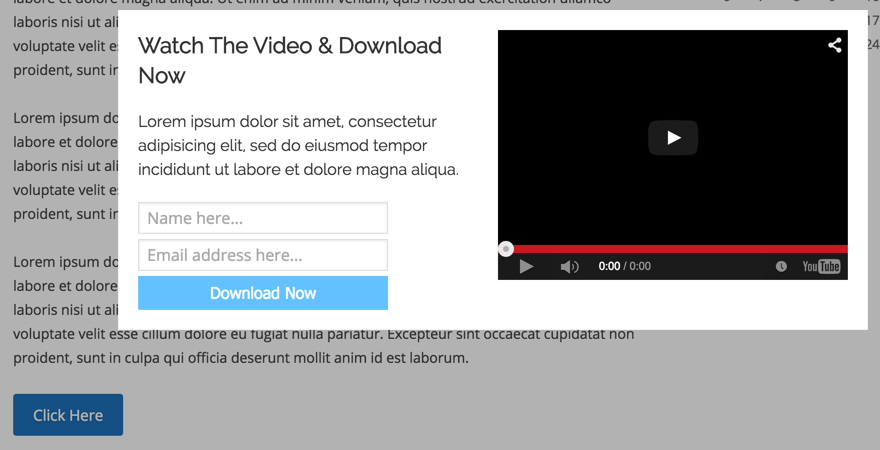 labore et dolore magna aliqua. Ut enim ad minim veniam, quis nostrud exercitation ullamco
laboris nisi ut ali
17
voluptate velit es
24
proident, sunt in
Lorem ipsum do
labore et dolore
laboris nisi ut ali
voluptate velit es
proident, sunt in
Lorem ipsum do
labore et dolore
laboris nisi ut ali
Watch The Video & Download
Now
Lorem ipsum dolor sit amet, consectetur
adipisicing elit, sed do eiusmod tempor
incididunt ut labore et dolore magna aliqua.
Name here...
Email address here...
Download Now
0:00 / 0:00
YouTube
voluptate velit esse cillum dolore eu fugiat nulla pariatur. Excepteur sint occaecat cupidatat non
proident, sunt in culpa qui officia deserunt mollit anim id est laborum.
Click Here